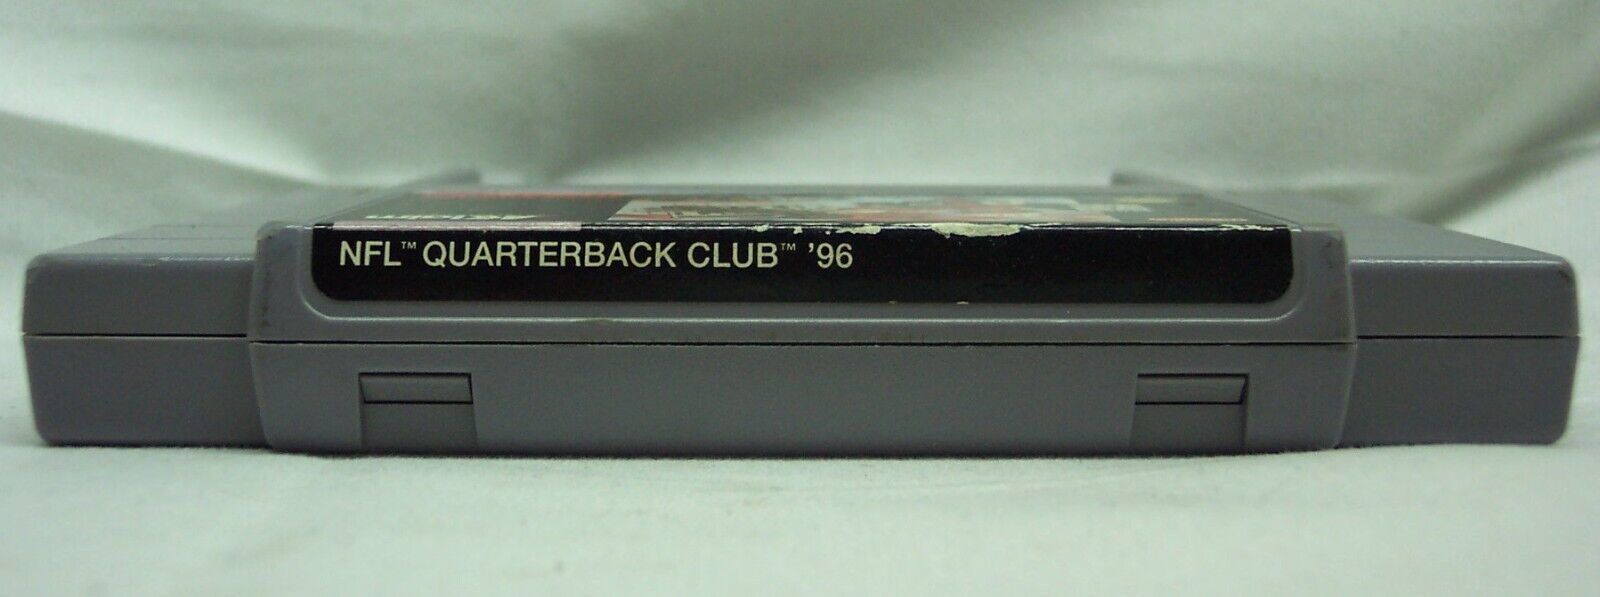 NFL™ QUARTERBACK CLUB™ '96